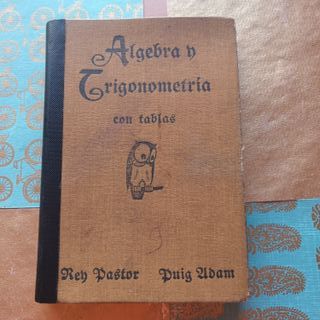 Algebra y
Trigonometría
con tablas
Rey Pastor Puig Adam